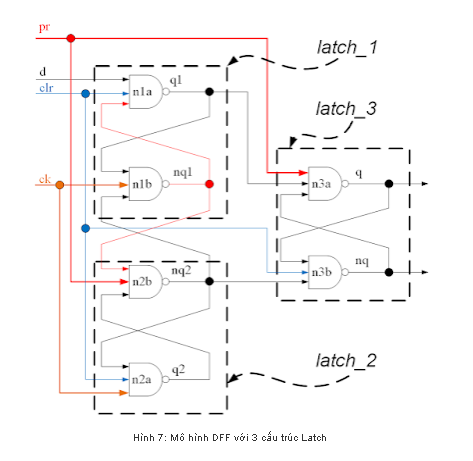 pr
latch_1
d
q1
clr
n1a
latch_3
nq1
q
ck
n1b
n3a
nq2
nq
n2b
n3b
q2
latch_2
n2a
Hình 7: Mô hình DFF với 3 cấu trúc Latch